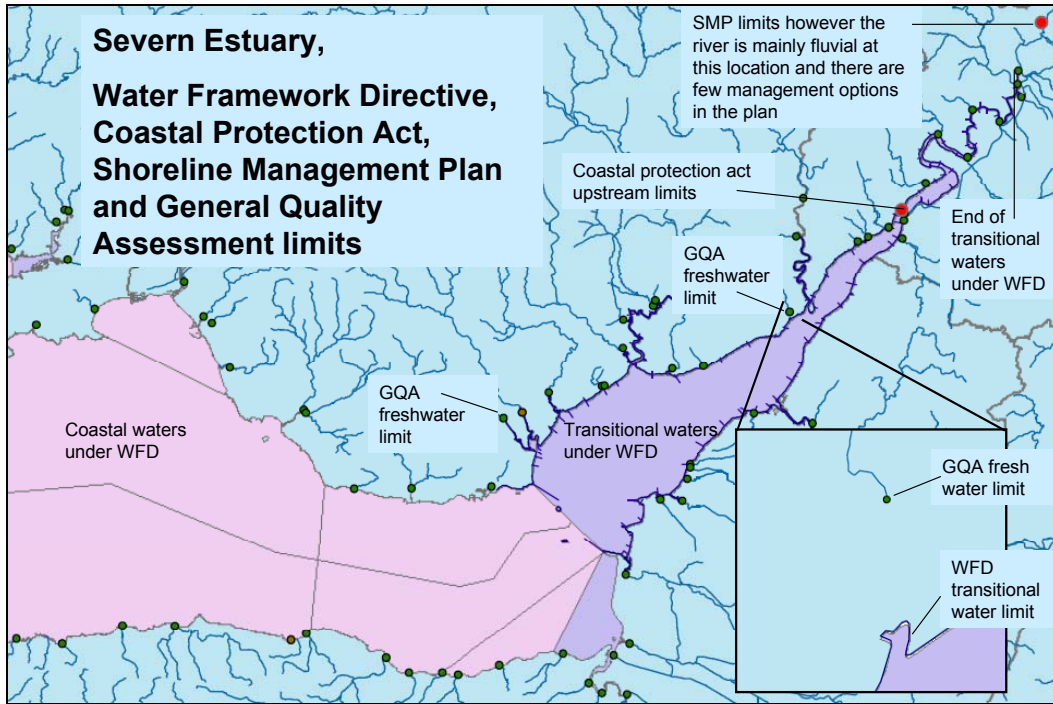 Severn Estuary,
Water Framework Directive,
Coastal Protection Act,
Shoreline Management Plan
and General Quality
Assessment limits
SMP limits however the
river is mainly fluvial at
this location and there are
few management options
in the plan
Coastal protection act
upstream limits
End of
transitional
waters
under WFD
GQA
freshwater
limit
GQA
freshwater
limit
Coastal waters
under WFD
Transitional waters
under WFD
GQA fresh
water limit
WFD
transitional
water limit